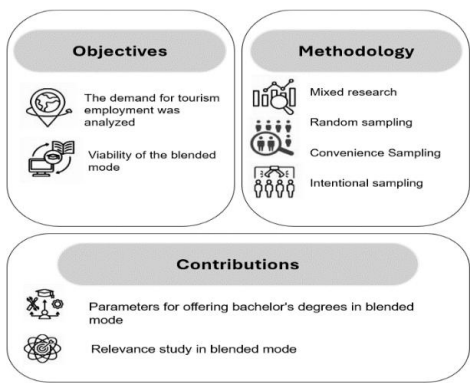 Objectives
The demand for tourism
employment was
analyzed
Viability of the blended
mode
Methodology
Mixed research
Random sampling
Convenience Sampling
Intentional sampling
Contributions
Parameters for offering bachelor's degrees in blended
mode
Relevance study in blended mode